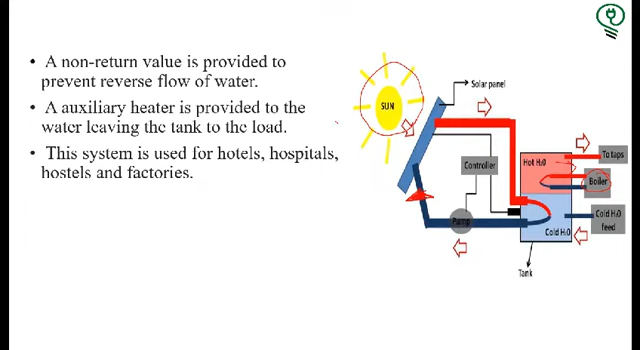 • A non-return value is provided to
prevent reverse flow of water.
• A auxiliary heater is provided to the
water leaving the tank to the load.
• This system is used for hotels, hospitals,
hostels and factories.
Solar panel
SUN
Controller
Hot H₂0
To taps
Boiler
Pump
Cold H₂0
Cold H₂0
feed
Tank